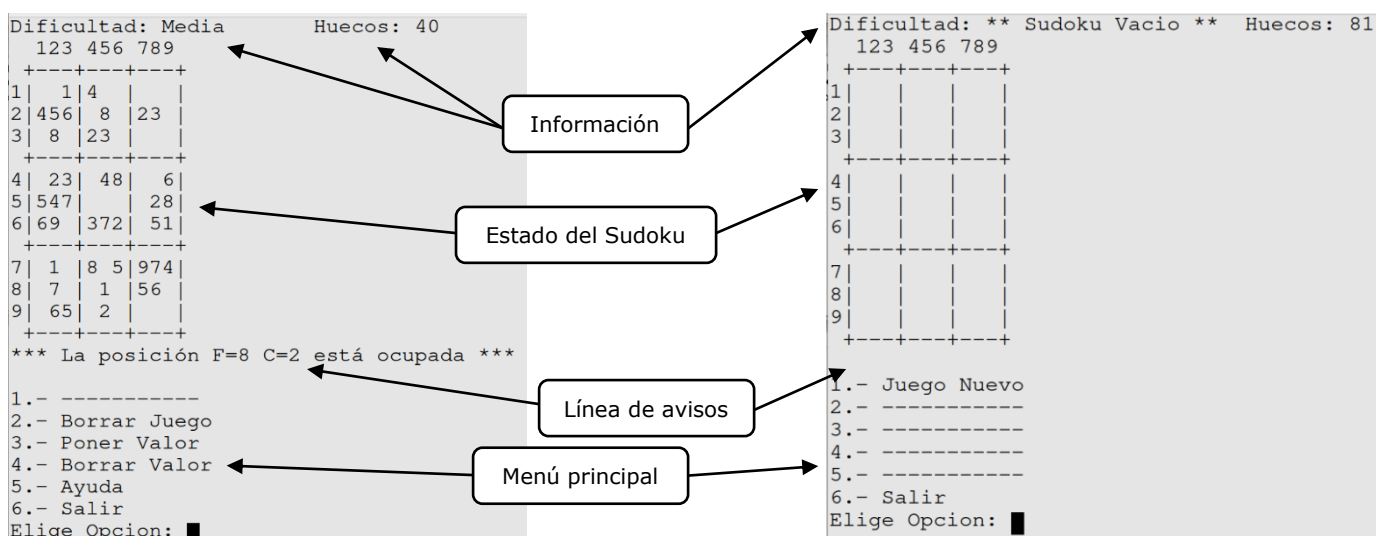 Dificultad: Media       Huecos: 40
  123 456 789
 +---+---+---+
1|  1|4  |   |
2|456| 8 |23 |
3| 8 |23 |   |
 +---+---+---+
4| 23| 48|  6|
5|547|   | 28|
6|69 |372| 51|
 +---+---+---+
7| 1 |8 5|974|
8| 7 | 1 |56 |
9| 65| 2 |   |
 +---+---+---+
*** La posición F=8 C=2 está ocupada ***
1.- -----------
2.- Borrar Juego
3.- Poner Valor
4.- Borrar Valor
5.- Ayuda
6.- Salir
Elige Opcion:
Información
Estado del Sudoku
Línea de avisos
Menú principal
Dificultad: ** Sudoku Vacio **  Huecos: 81
  123 456 789
 +---+---+---+
1|   |   |   |
2|   |   |   |
3|   |   |   |
 +---+---+---+
4|   |   |   |
5|   |   |   |
6|   |   |   |
 +---+---+---+
7|   |   |   |
8|   |   |   |
9|   |   |   |
 +---+---+---+
1.- Juego Nuevo
2.- -----------
3.- -----------
4.- -----------
5.- -----------
6.- Salir
Elige Opcion: